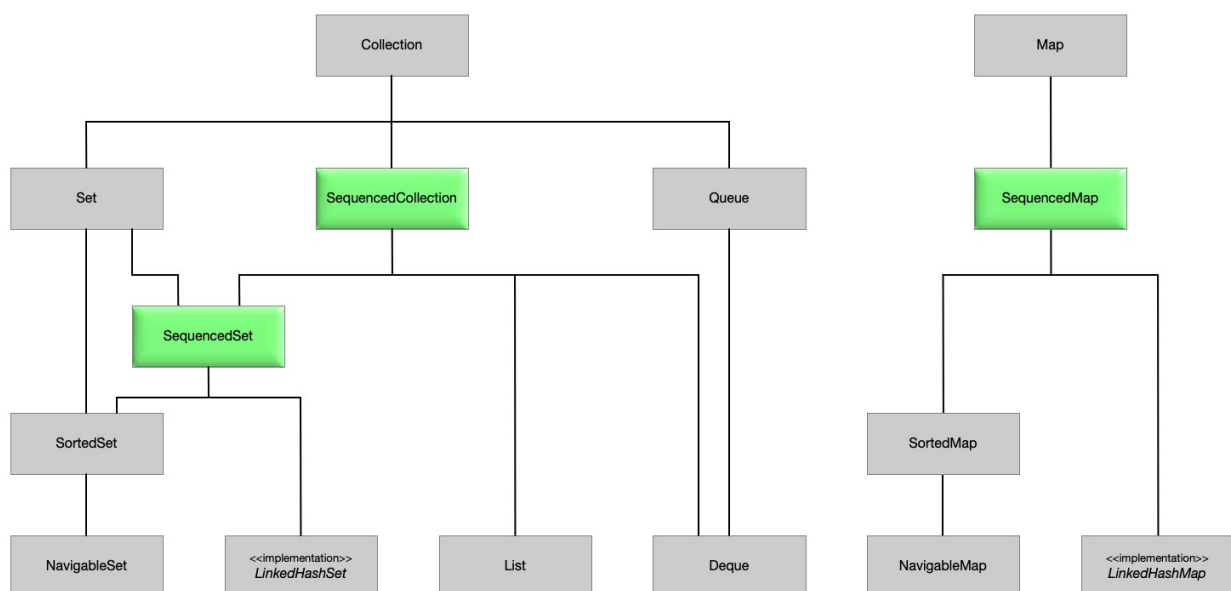 Collection
Map
Set
SequencedCollection
Queue
SequencedMap
SequencedSet
SortedSet
SortedMap
NavigableSet
<<implementation>>
LinkedHashSet
List
Deque
NavigableMap
<<implementation>>
LinkedHashMap